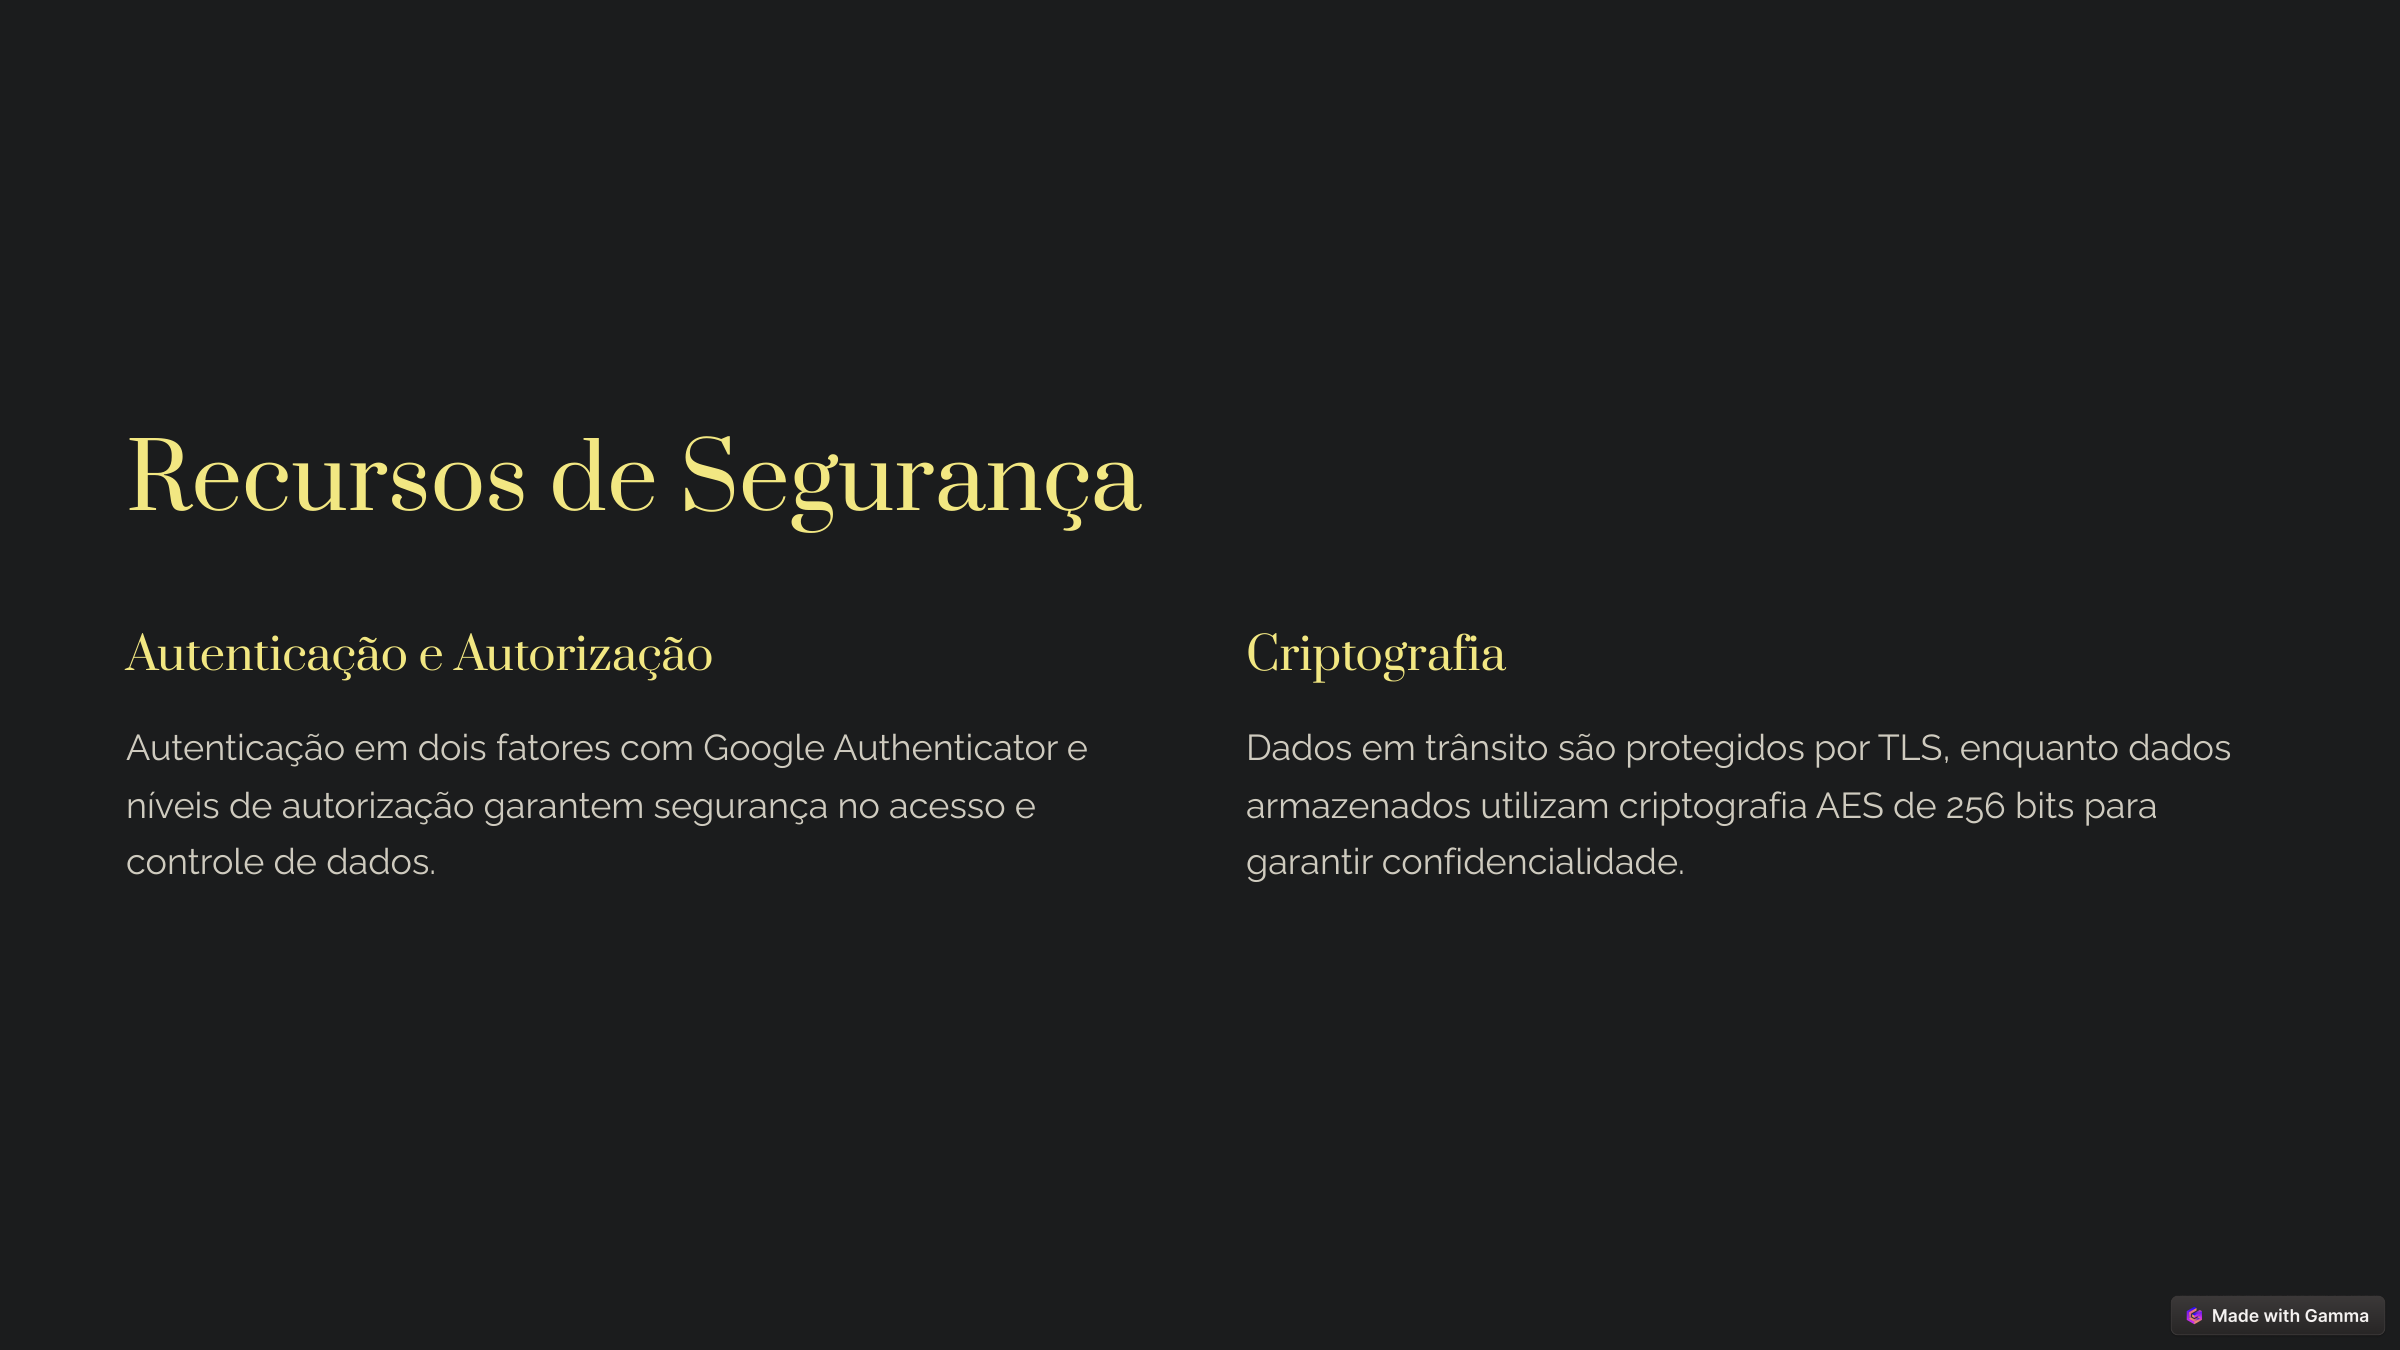 Recursos de Segurança
Autenticação e Autorização
Autenticação em dois fatores com Google Authenticator e
níveis de autorização garantem segurança no acesso e
controle de dados.
Criptografia
Dados em trânsito são protegidos por TLS, enquanto dados
armazenados utilizam criptografia AES de 256 bits para
garantir confidencialidade.
Made with Gamma